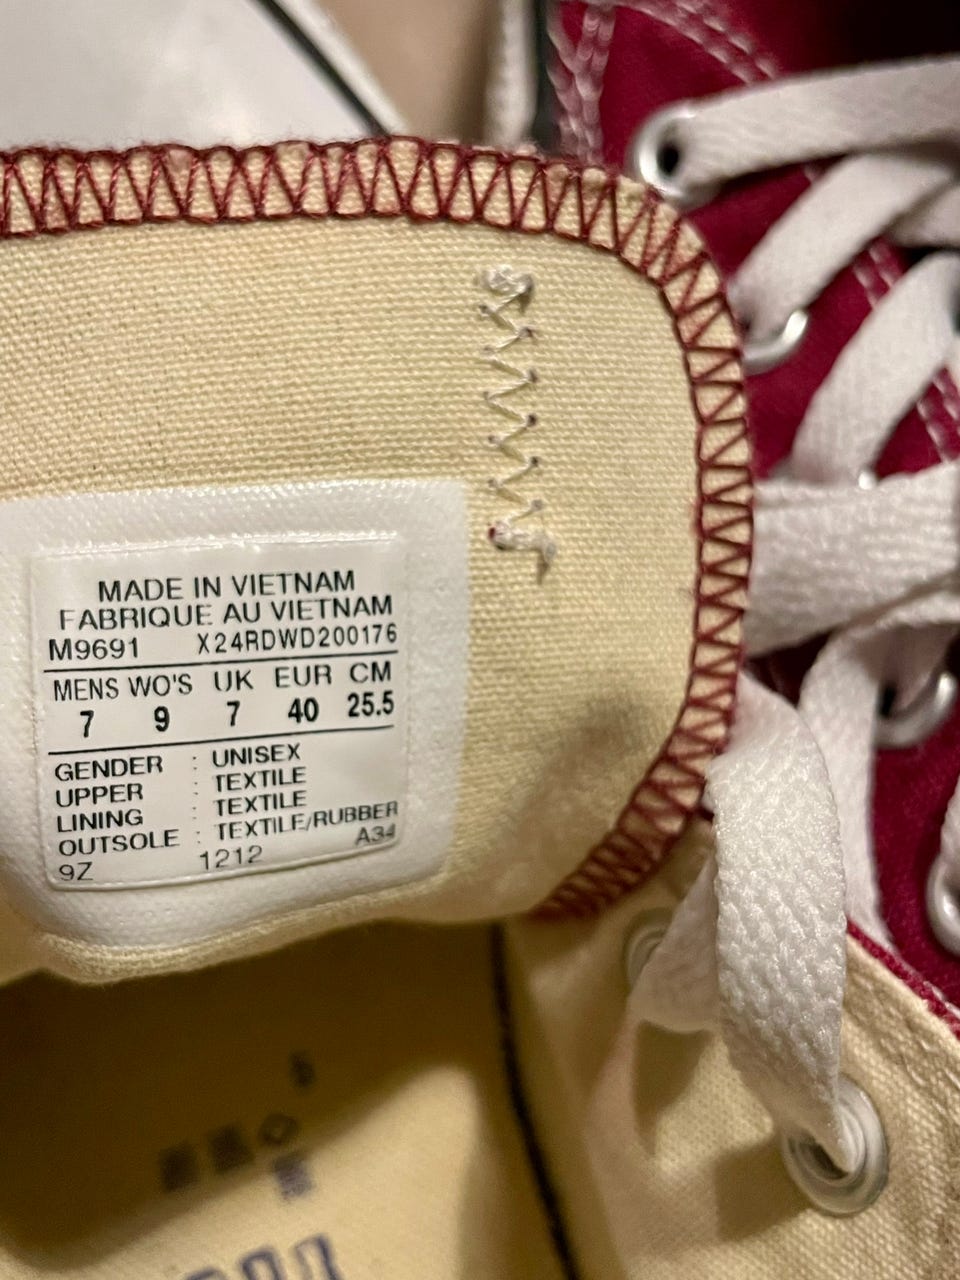 MADE IN VIETNAM
FABRIQUE AU VIETNAM
M9691 X24RDWD200176
MENS WO'S UK EUR CM
7 9 7 40 25.5
GENDER : UNISEX
UPPER : TEXTILE
LINING : TEXTILE
OUTSOLE : TEXTILE/RUBBER
9Z 1212 A34